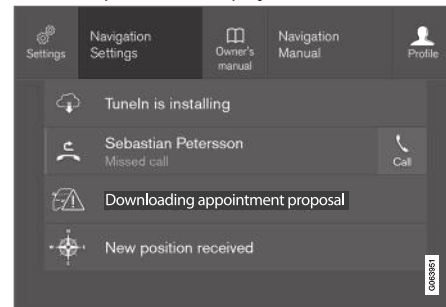 Settings
Navigation
Settings
Owner's
manual
Navigation
Manual
Profile
TuneIn is installing
Sebastian Petersson
Missed call
Call
Downloading appointment proposal
New position received
G063951